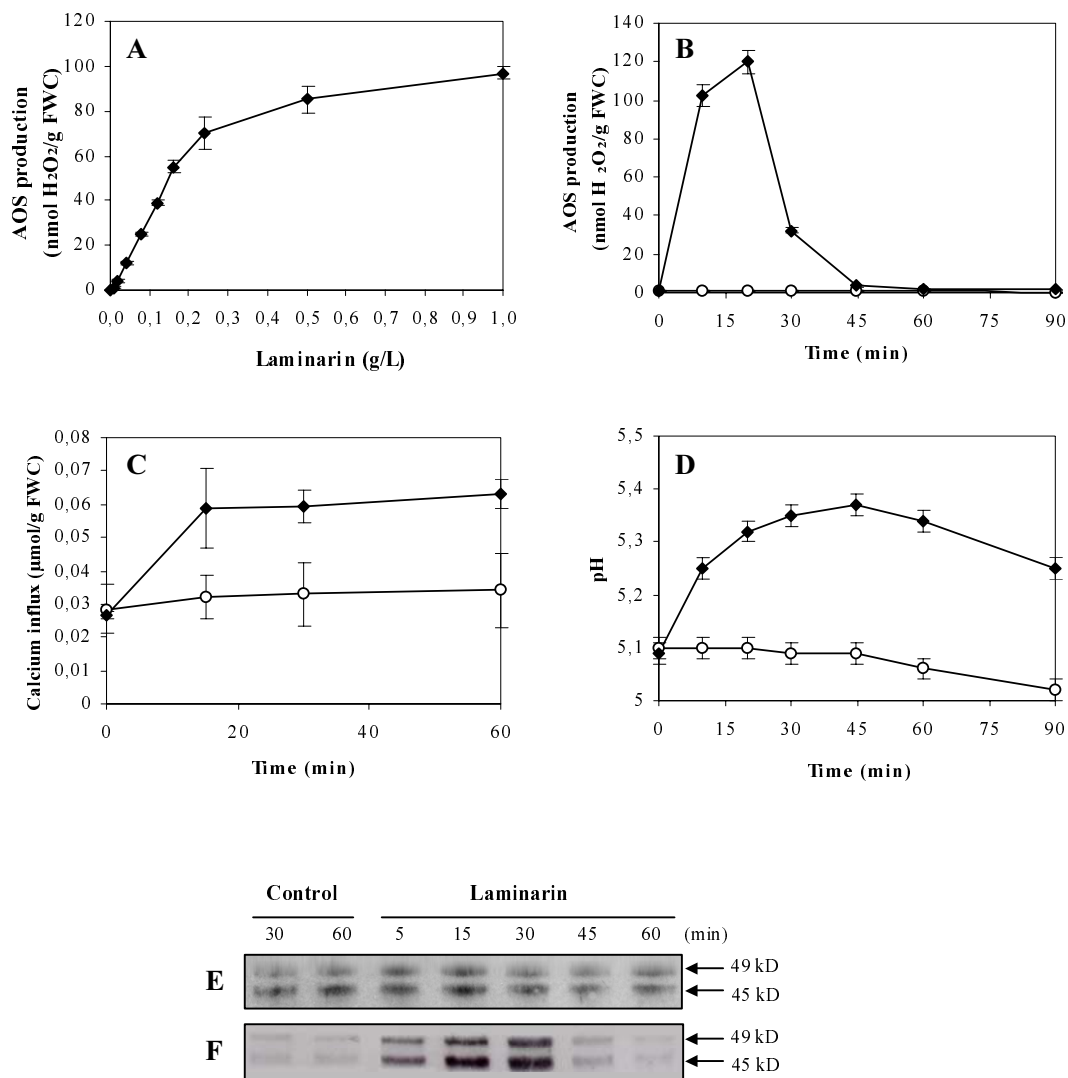 A
AOS production
(nmol H₂O₂/g FWC)
120
100
80
60
40
20
0
0,0 0,1 0,2 0,3 0,4 0,5 0,6 0,7 0,8 0,9 1,0
Laminarin (g/L)
B
AOS production
(nmol H ₂O₂/g FWC)
140
120
100
80
60
40
20
0
0 15 30 45 60 75 90
Time (min)
C
Calcium influx (µmol/g FWC)
0,08
0,07
0,06
0,05
0,04
0,03
0,02
0,01
0
0 20 40 60
Time (min)
D
pH
5,5
5,4
5,3
5,2
5,1
5
0 15 30 45 60 75 90
Time (min)
Control Laminarin
30 60 5 15 30 45 60 (min)
E
49 kD
45 kD
F
49 kD
45 kD